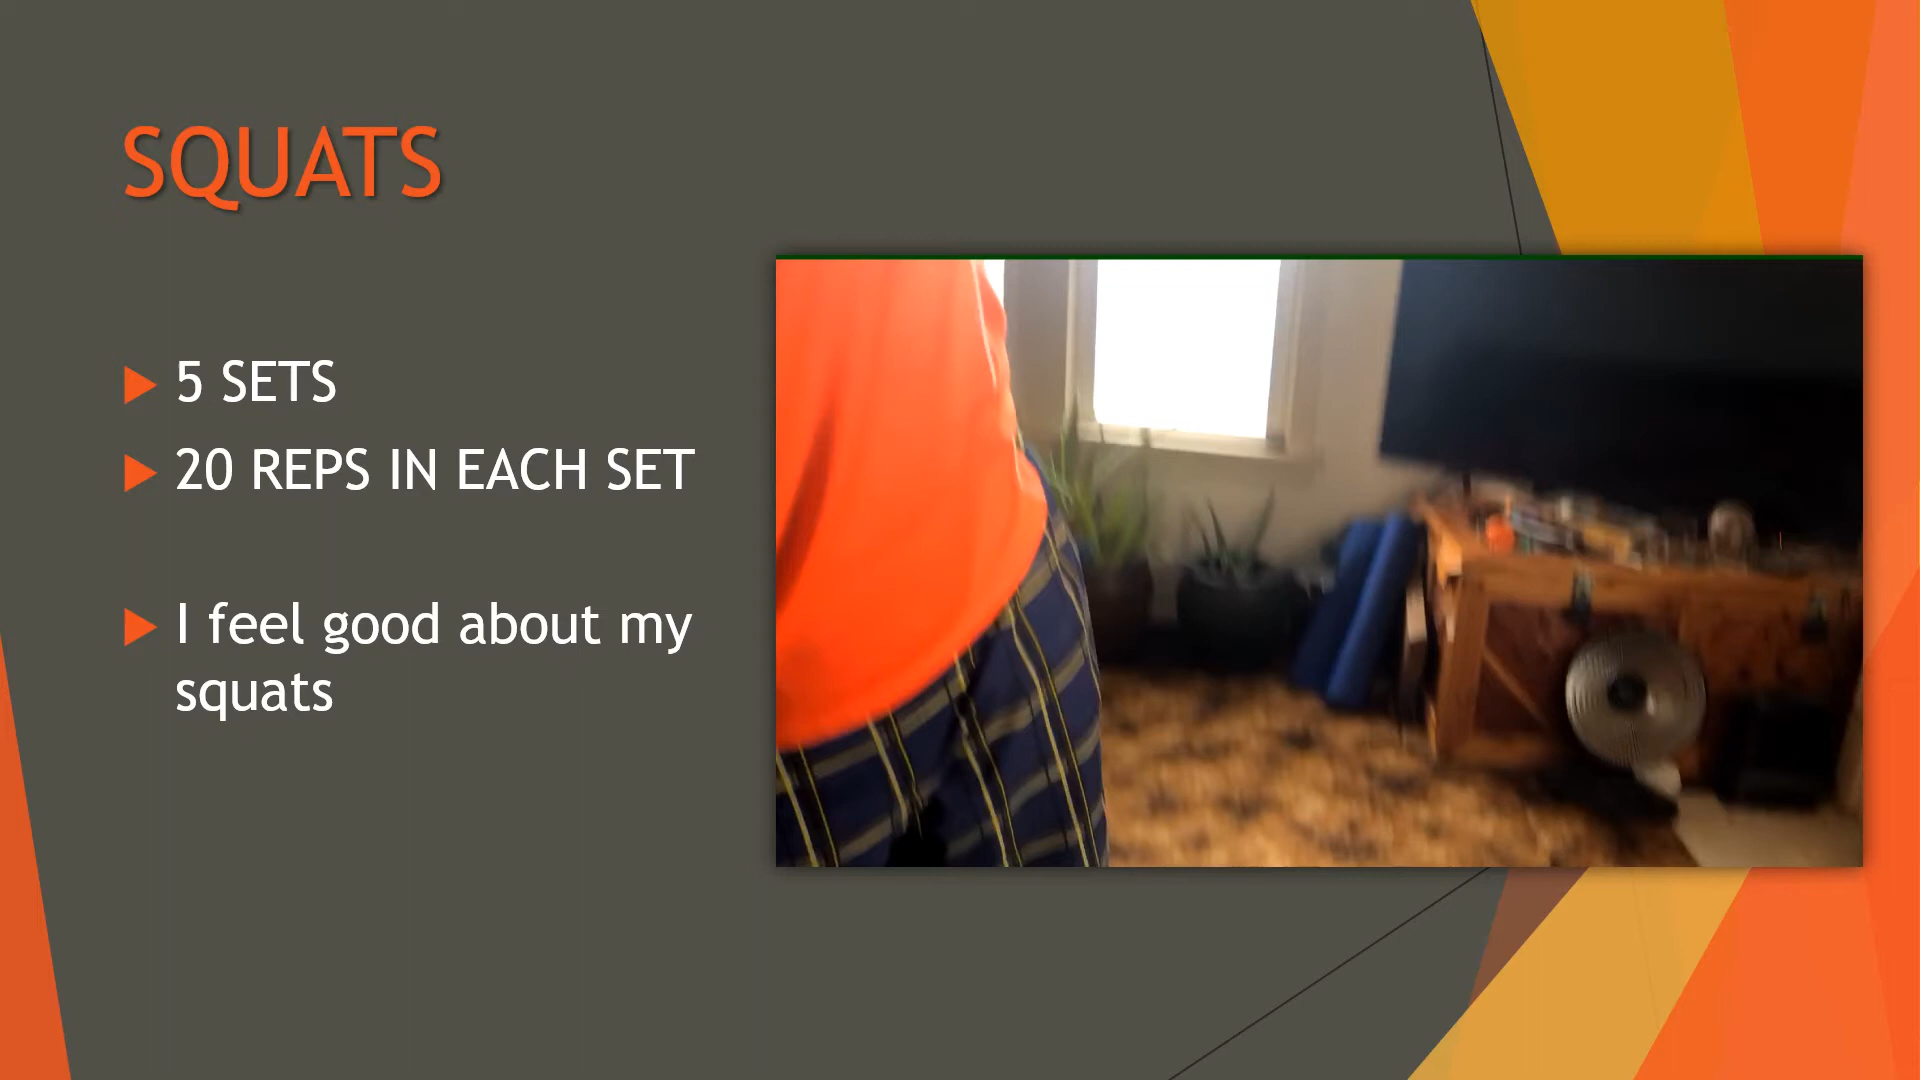 SQUATS
5 SETS
20 REPS IN EACH SET
I feel good about my
squats